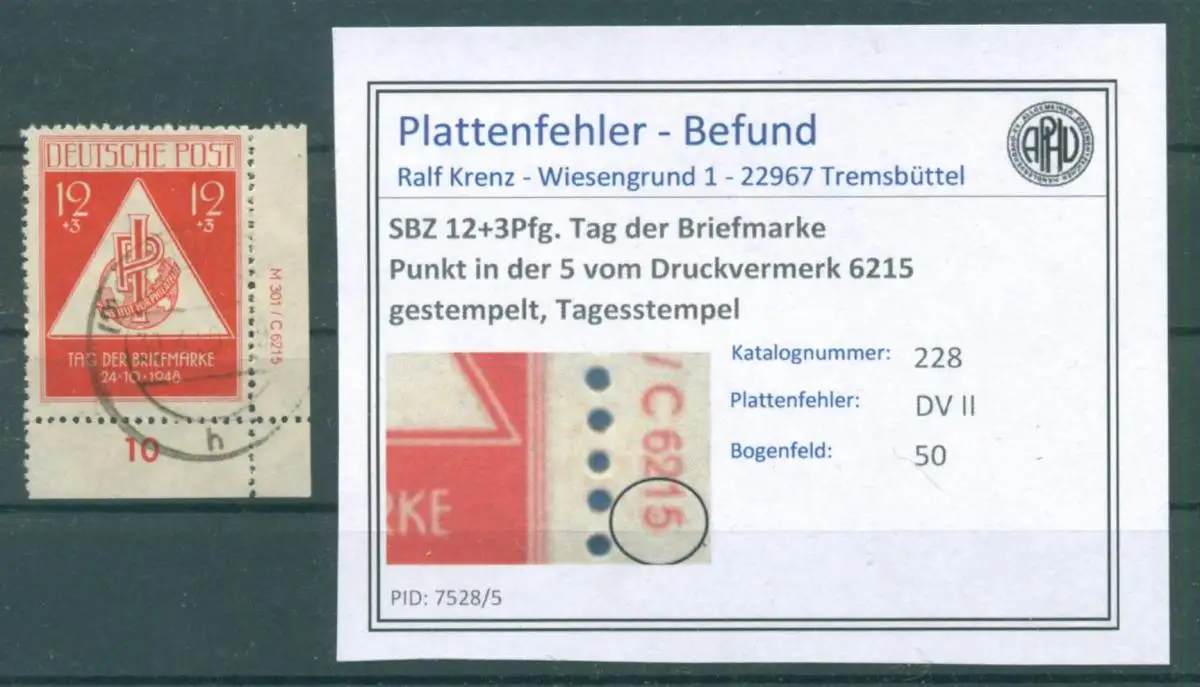 DEUTSCHE POST
12 12
+3 +3
TAG DER BRIEFMARKE
24·10·1948
M 301 / C 6215
10
h
Plattenfehler - Befund
Ralf Krenz - Wiesengrund 1 - 22967 Tremsbüttel
SBZ 12+3Pfg. Tag der Briefmarke
Punkt in der 5 vom Druckvermerk 6215
gestempelt, Tagesstempel
/ C 6215
RKE
Katalognummer: 228
Plattenfehler: DV II
Bogenfeld: 50
PID: 7528/5